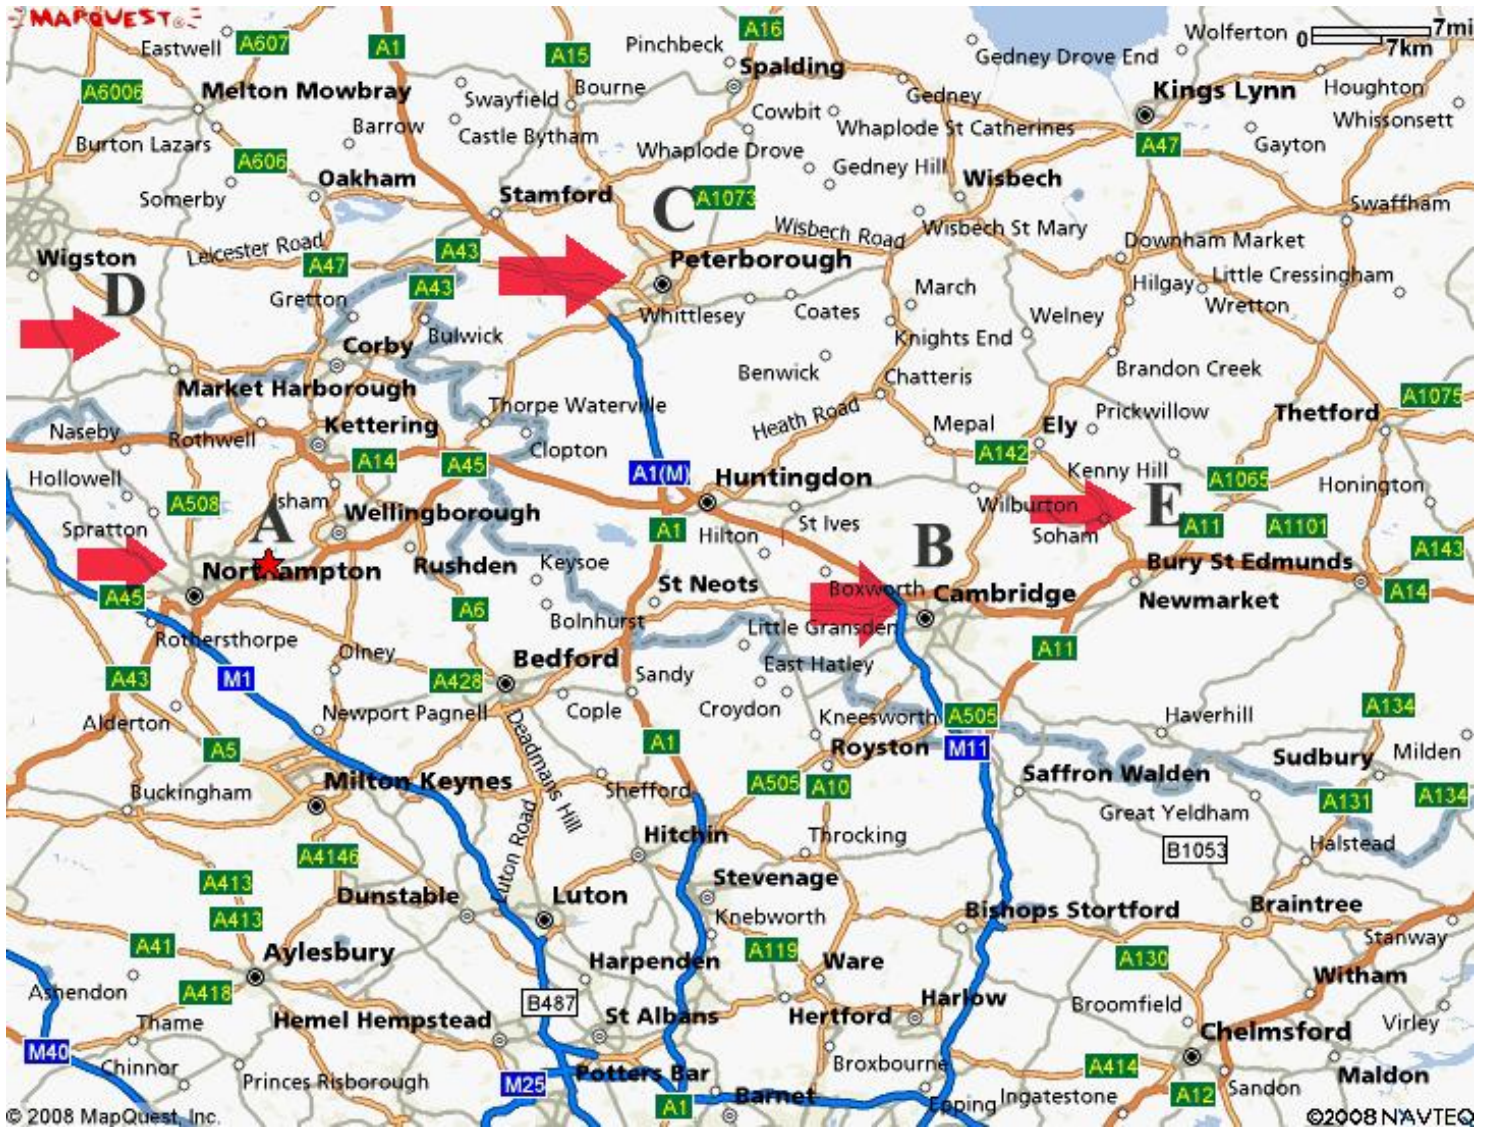 MAPQUEST
Eastwell
A607
A1
A15
Pinchbeck
A16
Spalding
Gedney Drove End
Wolferton
0
7mi
7km
A6006
Melton Mowbray
Swayfield
Bourne
Cowbit
Gedney
Kings Lynn
Houghton
Whissonsett
Burton Lazars
Barrow
Castle Bytham
Whaplode St Catherines
A47
Gayton
A606
Whaplode Drove
Gedney Hill
Somerby
Oakham
Stamford
C
A1073
Wisbech
Swaffham
Wigston
Leicester Road
A47
A43
Wisbech Road
Wisbech St Mary
Downham Market
D
Gretton
A43
Peterborough
March
Hilgay
Little Cressingham
Wretton
Bulwick
Whittlesey
Coates
Knights End
Welney
Corby
Benwick
Chatteris
Brandon Creek
Market Harborough
Thorpe Waterville
Heath Road
Prickwillow
A1075
Thetford
Naseby
Rothwell
Kettering
Clopton
Mepal
Ely
A142
Hollowell
A14
A45
A1(M)
Huntingdon
Kenny Hill
A1065
Honington
A508
Isham
Wellingborough
Wilburton
E
Spratton
A
A1
Hilton
St Ives
B
Soham
A11
A1101
A143
Northampton
Rushden
Keysoe
St Neots
Boxworth
Cambridge
Bury St Edmunds
A14
A45
A6
Bolnhurst
Little Gransden
Newmarket
Rothersthorpe
Olney
Bedford
East Hatley
A11
A43
M1
A428
Sandy
Alderton
Newport Pagnell
Cople
Croydon
Kneesworth
A505
Haverhill
A134
A5
Deadmans Hill
A1
Royston
M11
Sudbury
Milden
Buckingham
Milton Keynes
Shefford
A505
A10
Saffron Walden
A131
A134
Great Yeldham
A4146
Luton Road
Hitchin
Throcking
B1053
Halstead
A413
Dunstable
Luton
Stevenage
A413
Knebworth
Bishops Stortford
Braintree
A41
Aylesbury
Harpenden
A119
Ware
A130
Stanway
Ashendon
A418
B487
Harlow
Witham
Thame
Hemel Hempstead
St Albans
Hertford
Broomfield
Virley
M40
Chinnor
Chelmsford
Princes Risborough
M25
Potters Bar
Broxbourne
A414
Maldon
A1
Barnet
Epping
Ingatestone
A12
Sandon
© 2008 MapQuest, Inc.
©2008 NAVTEQ